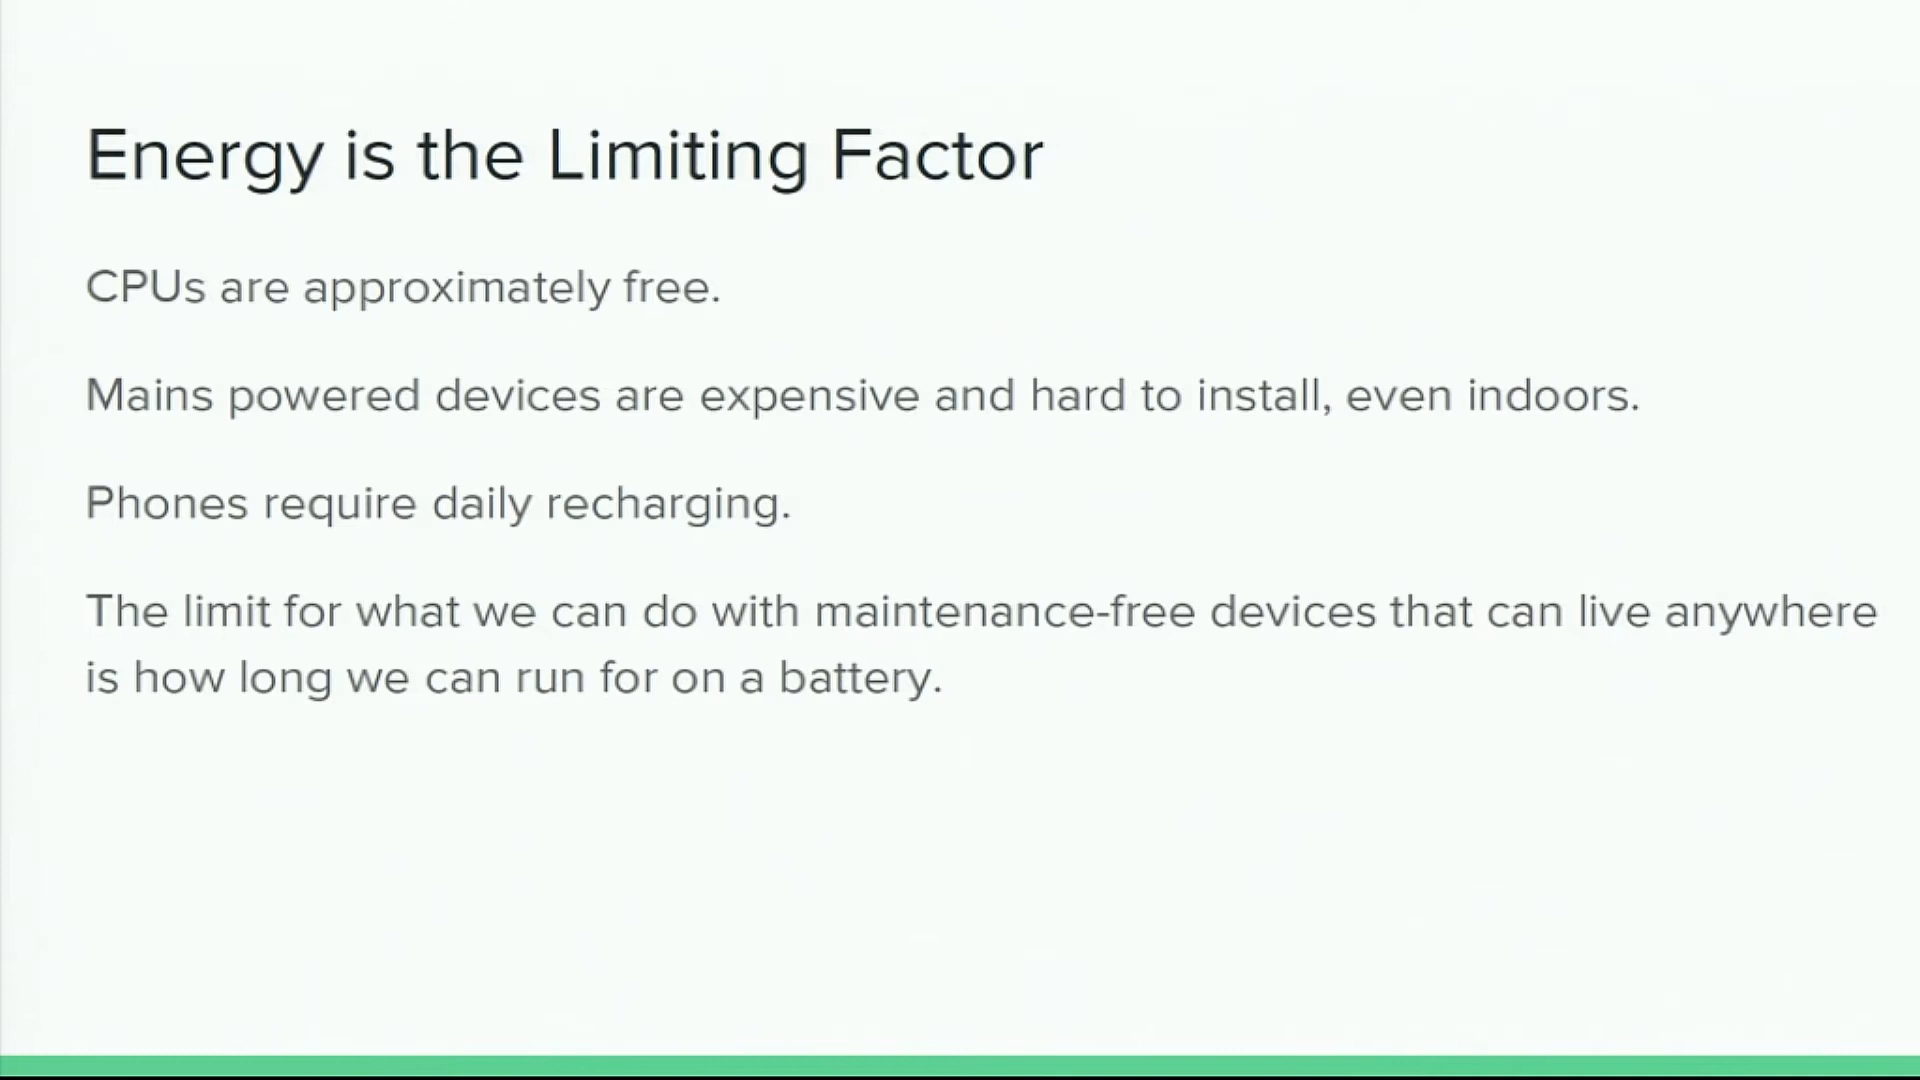 Energy is the Limiting Factor
CPUs are approximately free.
Mains powered devices are expensive and hard to install, even indoors.
Phones require daily recharging.
The limit for what we can do with maintenance-free devices that can live anywhere
is how long we can run for on a battery.